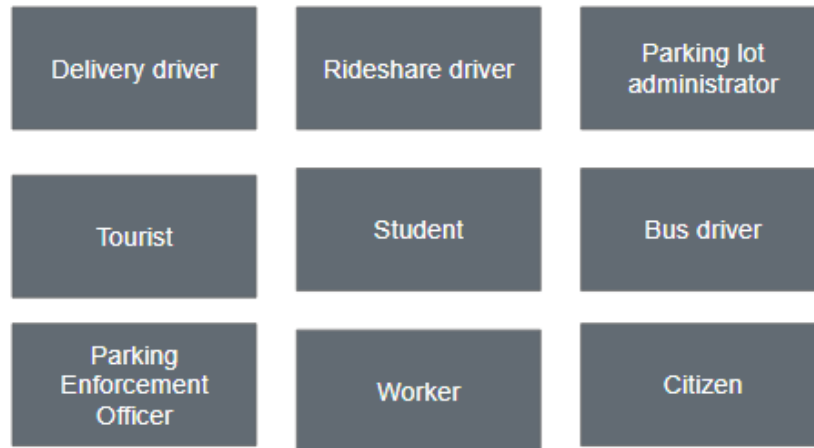 Delivery driver
Rideshare driver
Parking lot
administrator
Tourist
Student
Bus driver
Parking
Enforcement
Officer
Worker
Citizen